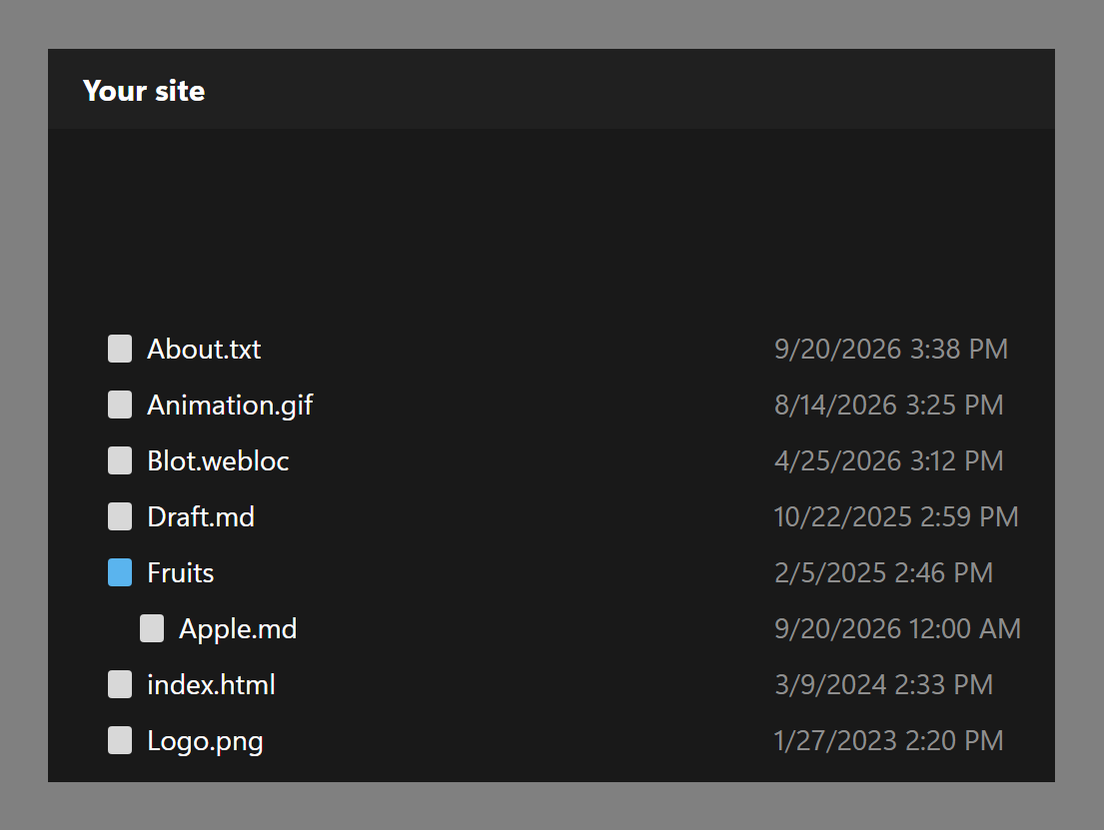 Your site
About.txt 9/20/2026 3:38 PM
Animation.gif 8/14/2026 3:25 PM
Blot.webloc 4/25/2026 3:12 PM
Draft.md 10/22/2025 2:59 PM
Fruits 2/5/2025 2:46 PM
Apple.md 9/20/2026 12:00 AM
index.html 3/9/2024 2:33 PM
Logo.png 1/27/2023 2:20 PM